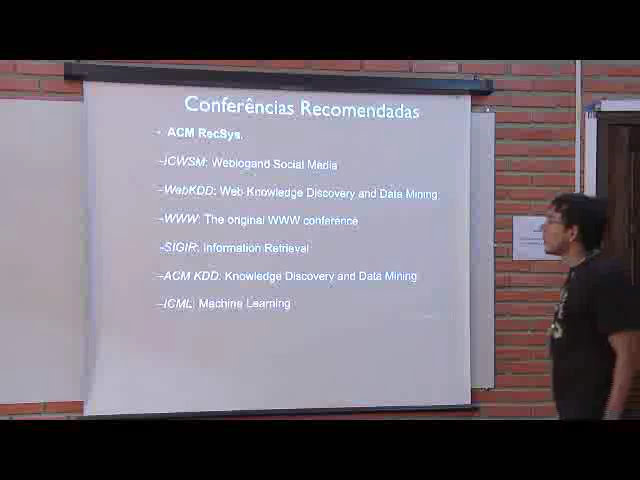 Conferências Recomendadas
- ACM RecSys.
–ICWSM: Weblogand Social Media
–WebKDD: Web Knowledge Discovery and Data Mining
–WWW: The original WWW conference
–SIGIR: Information Retrieval
–ACM KDD: Knowledge Discovery and Data Mining
–ICML: Machine Learning